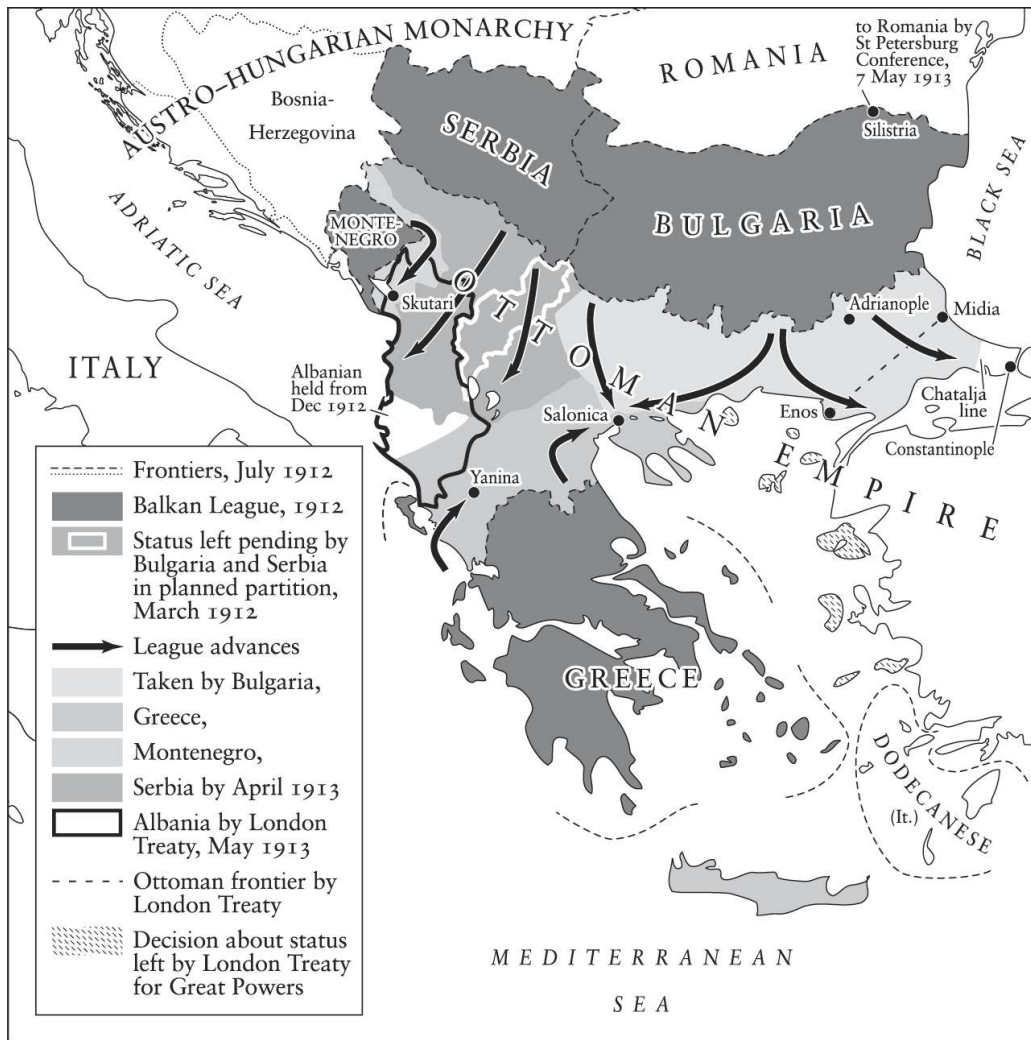 AUSTRO–HUNGARIAN MONARCHY
Bosnia-
Herzegovina
ROMANIA
to Romania by
St Petersburg
Conference,
7 May 1913
Silistria
SERBIA
BULGARIA
BLACK SEA
ADRIATIC SEA
MONTE-
NEGRO
Skutari
OTTOMAN EMPIRE
Adrianople
Midia
ITALY
Albanian
held from
Dec 1912
Salonica
Enos
Chatalja
line
Constantinople
Yanina
GREECE
DODECANESE
(It.)
MEDITERRANEAN
SEA
Frontiers, July 1912
Balkan League, 1912
Status left pending by
Bulgaria and Serbia
in planned partition,
March 1912
League advances
Taken by Bulgaria,
Greece,
Montenegro,
Serbia by April 1913
Albania by London
Treaty, May 1913
Ottoman frontier by
London Treaty
Decision about status
left by London Treaty
for Great Powers